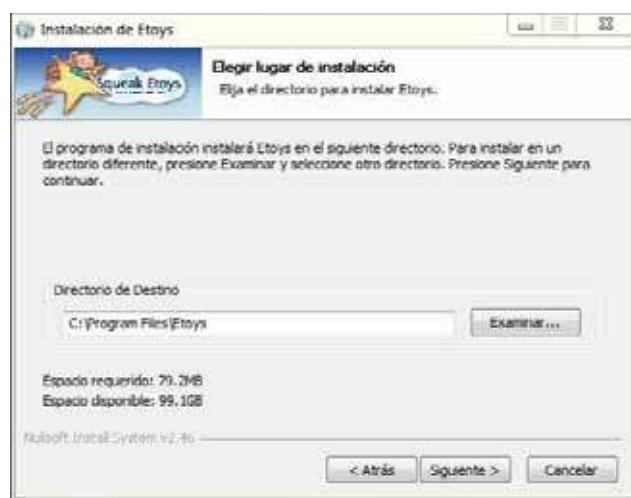 Instalación de Etoys
Squeak Etoys
Elegir lugar de instalación
Elija el directorio para instalar Etoys.
El programa de instalación instalará Etoys en el siguiente directorio. Para instalar en un
directorio diferente, presione Examinar y seleccione otro directorio. Presione Siguiente para
continuar.
Directorio de Destino
C:\Program Files\Etoys
Examinar...
Espacio requerido: 79.2MB
Espacio disponible: 99.1GB
Nullsoft Install System v2.46
< Atrás
Siguiente >
Cancelar